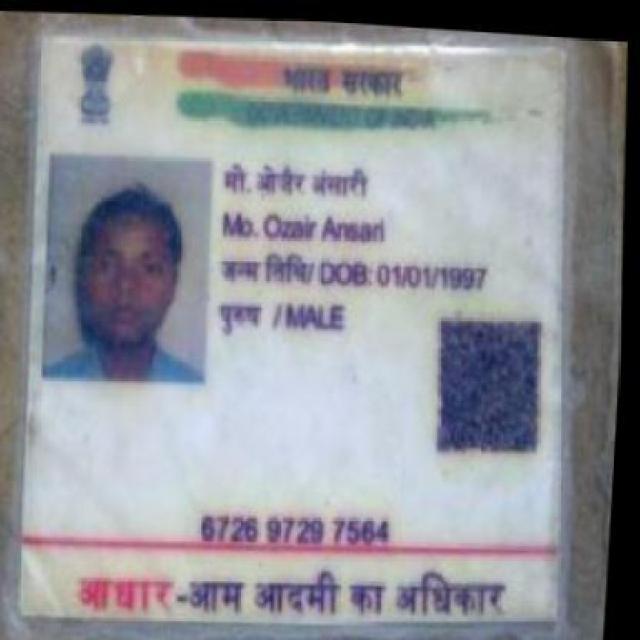 भारत सरकार
GOVERNMENT OF INDIA
मो. ओजैर अंसारी
Mo. Ozair Ansari
जन्म तिथि/ DOB: 01/01/1997
पुरुष / MALE
6726 9729 7564
आधार-आम आदमी का अधिकार